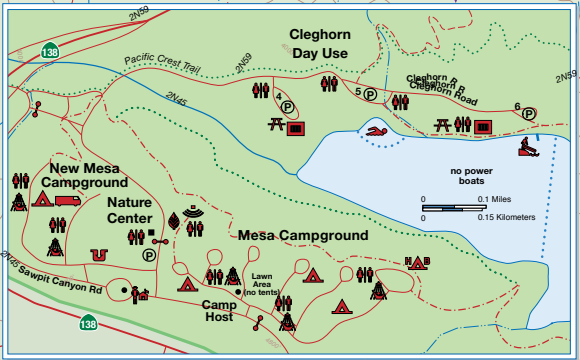 2N59
138
Cleghorn
Day Use
Pacific Crest Trail
2N59
2N45
Cleghorn Road
2N59
4
P
5
P
6
P
no power
boats
0
0.1 Miles
0
0.15 Kilometers
New Mesa
Campground
Nature
Center
P
Mesa Campground
H
B
2N45
Sawpit Canyon Rd
Lawn
Area
(no tents)
Camp
Host
138